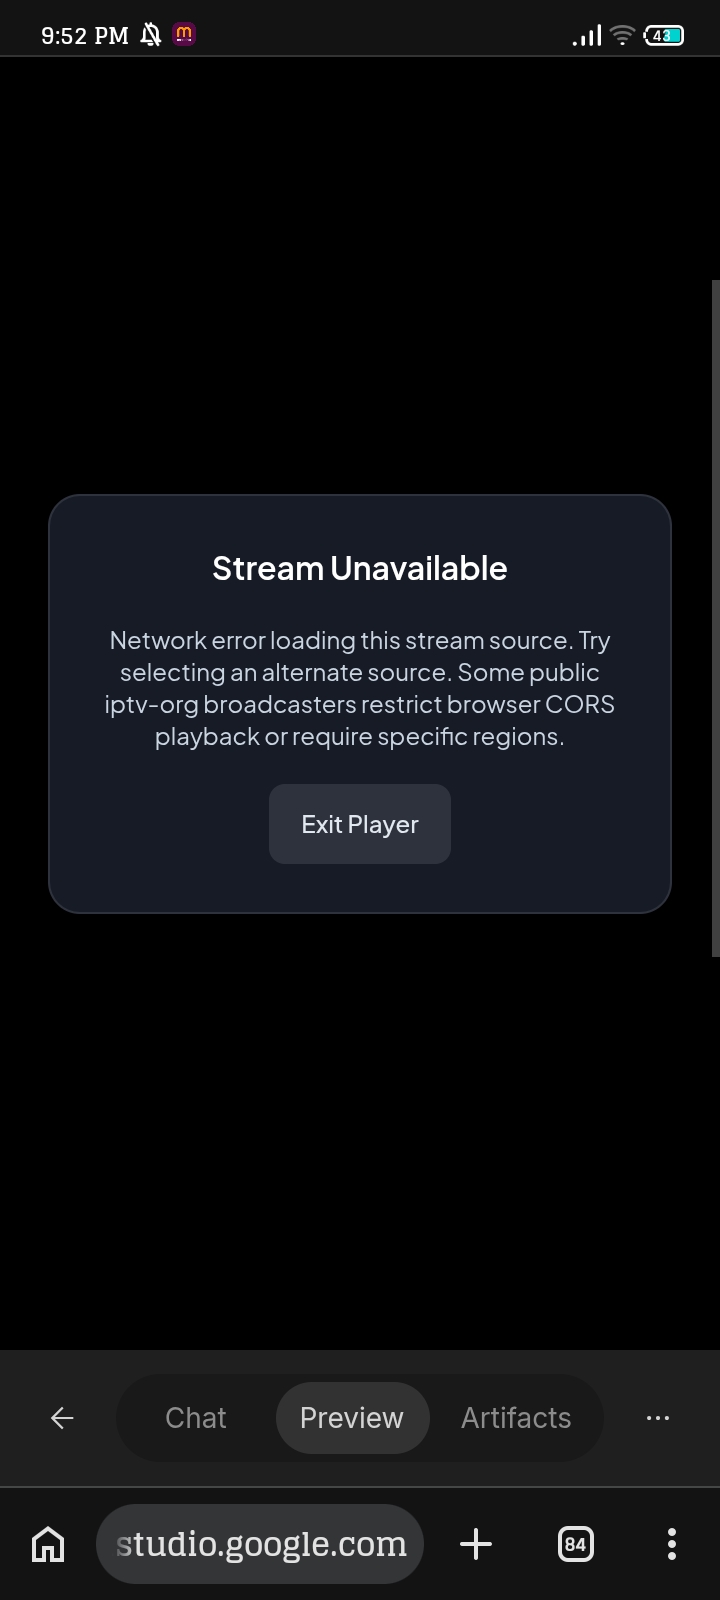 9:52 PM
43
Stream Unavailable
Network error loading this stream source. Try
selecting an alternate source. Some public
iptv-org broadcasters restrict browser CORS
playback or require specific regions.
Exit Player
Chat
Preview
Artifacts
studio.google.com
84